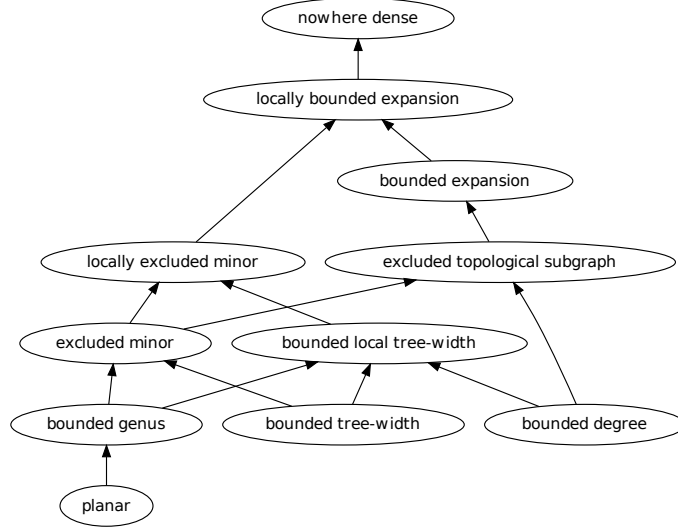 nowhere dense
locally bounded expansion
bounded expansion
locally excluded minor
excluded topological subgraph
excluded minor
bounded local tree-width
bounded genus
bounded tree-width
bounded degree
planar